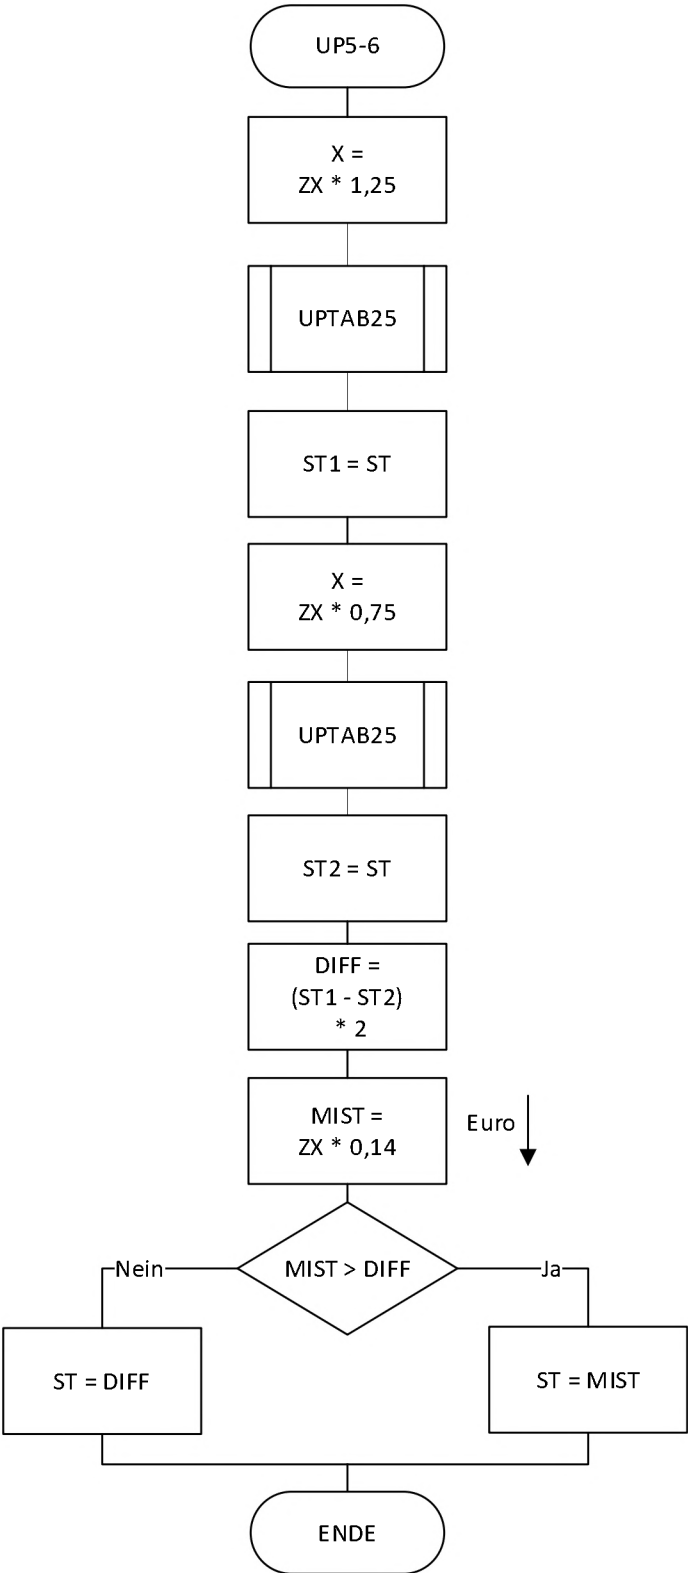 UP5-6
X =
ZX * 1,25
UPTAB25
ST1 = ST
X =
ZX * 0,75
UPTAB25
ST2 = ST
DIFF =
(ST1 - ST2)
* 2
MIST =
ZX * 0,14
Euro
Nein
MIST > DIFF
Ja
ST = DIFF
ST = MIST
ENDE